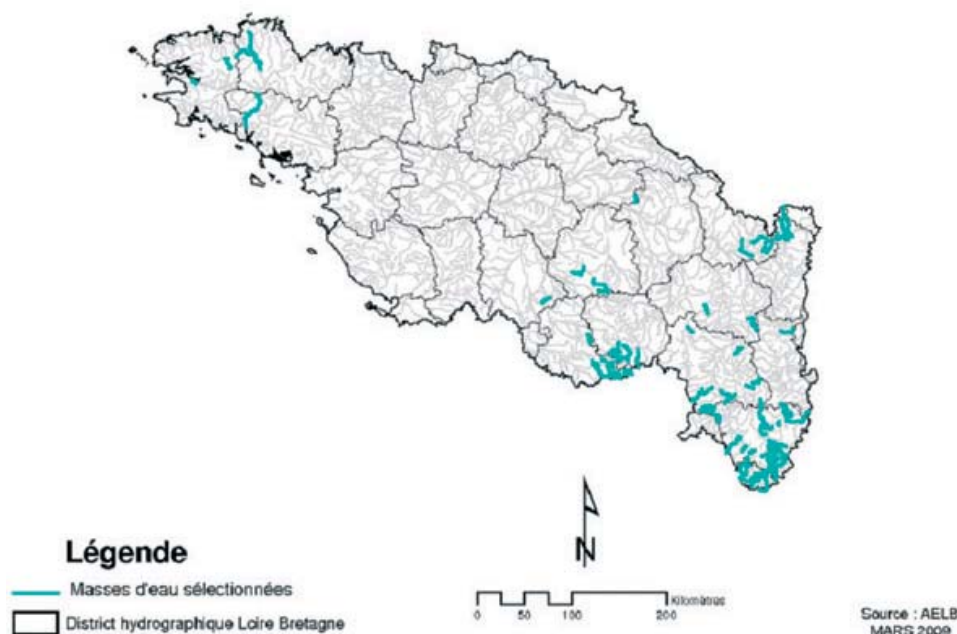 N
Légende
Masses d'eau sélectionnées
District hydrographique Loire Bretagne
0 50 100 200 Kilomètres
Source : AELB
MARS 2009